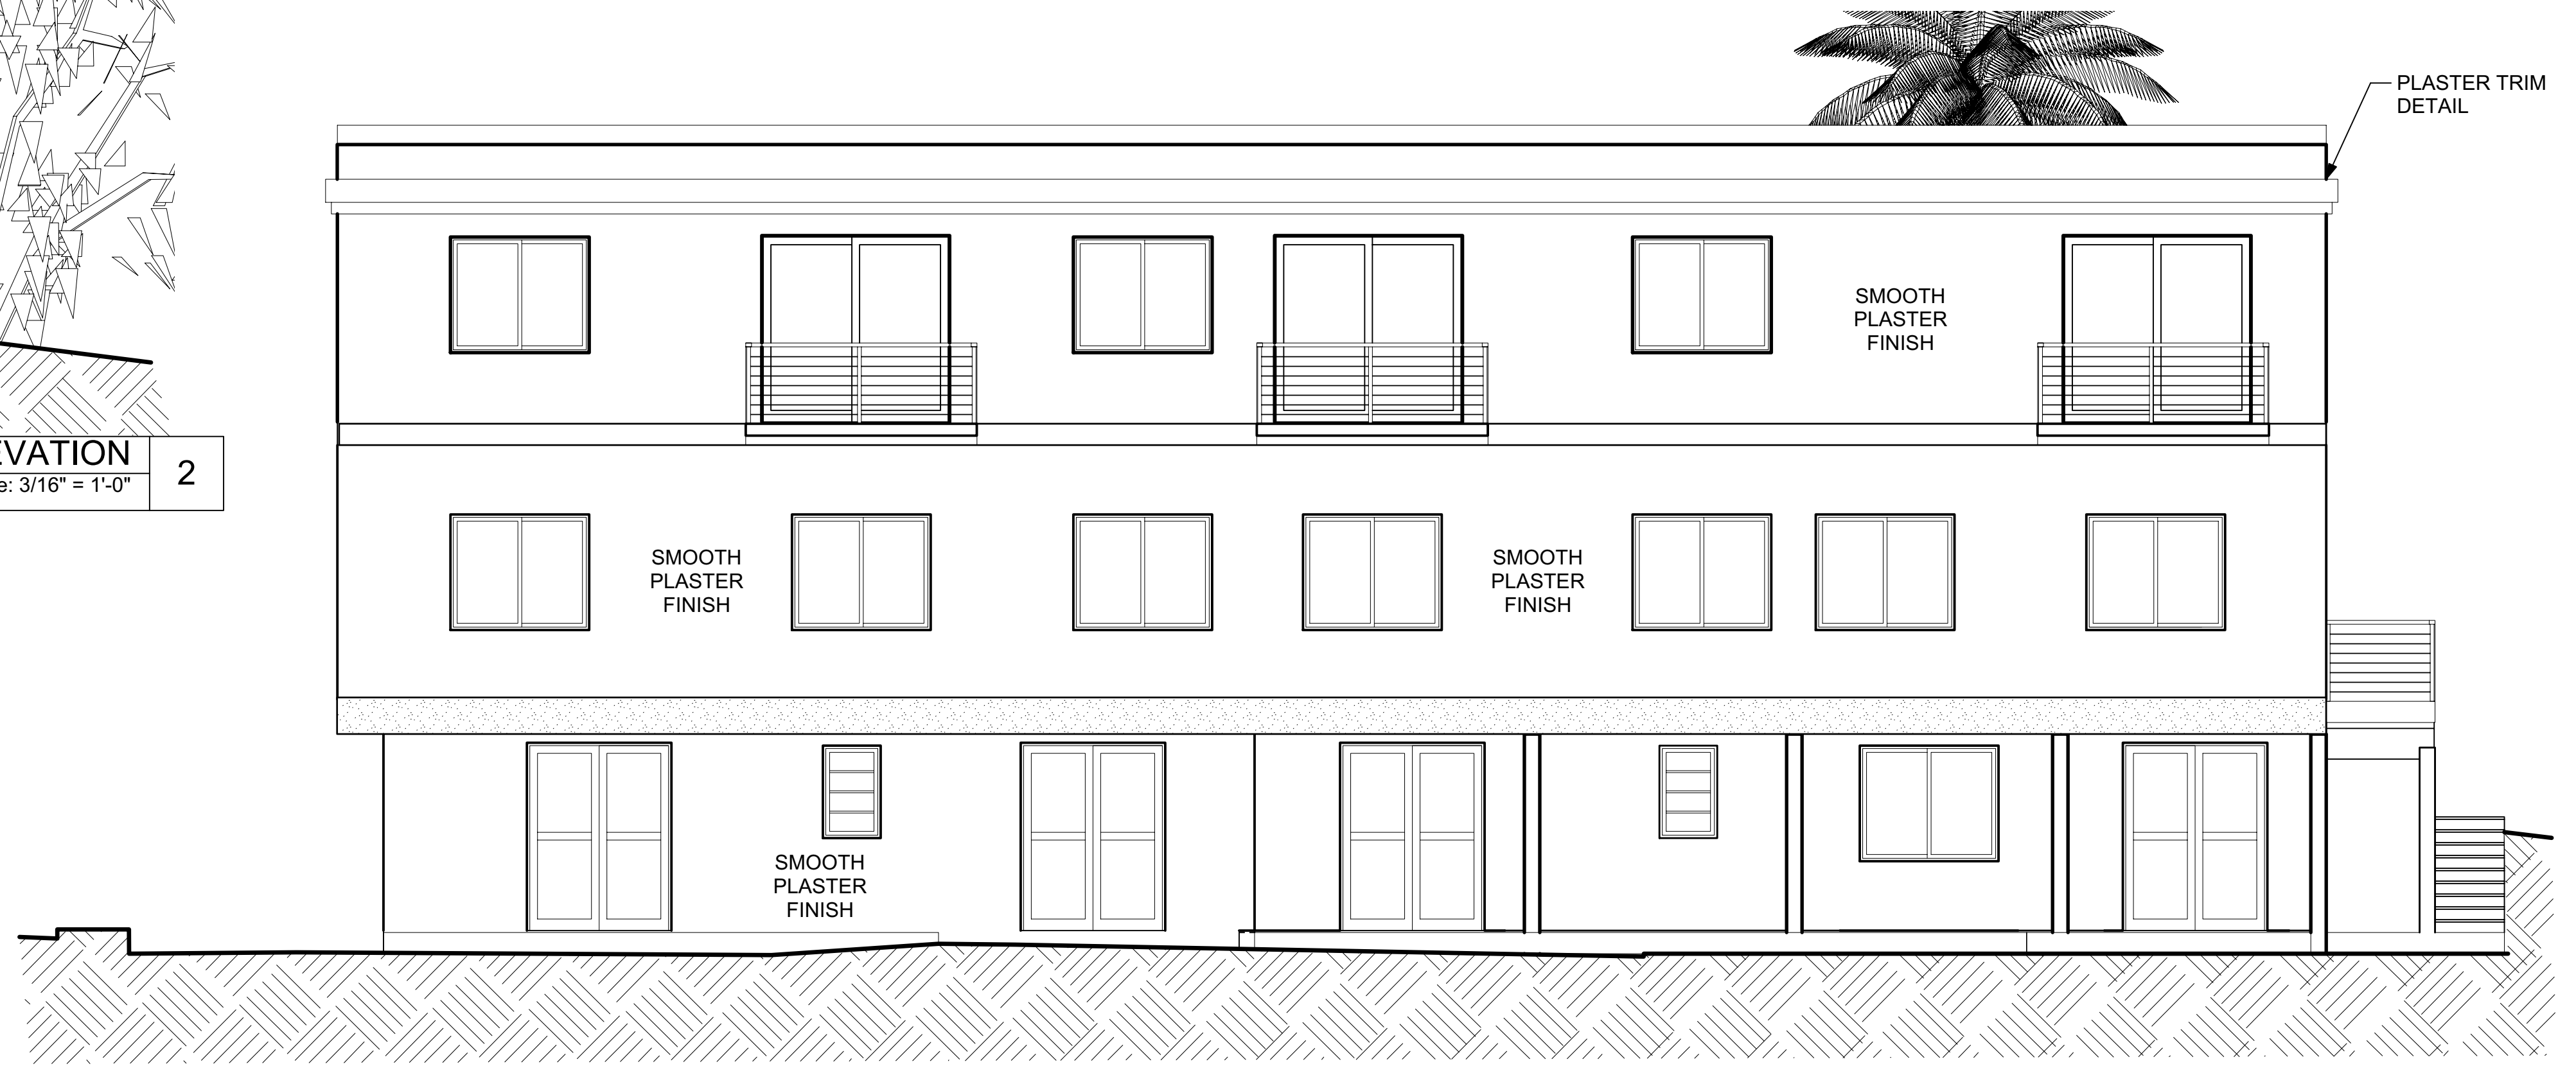 PLASTER TRIM
DETAIL
SMOOTH
PLASTER
FINISH
2
3/16" = 1'-0"
SMOOTH
PLASTER
FINISH
SMOOTH
PLASTER
FINISH
SMOOTH
PLASTER
FINISH